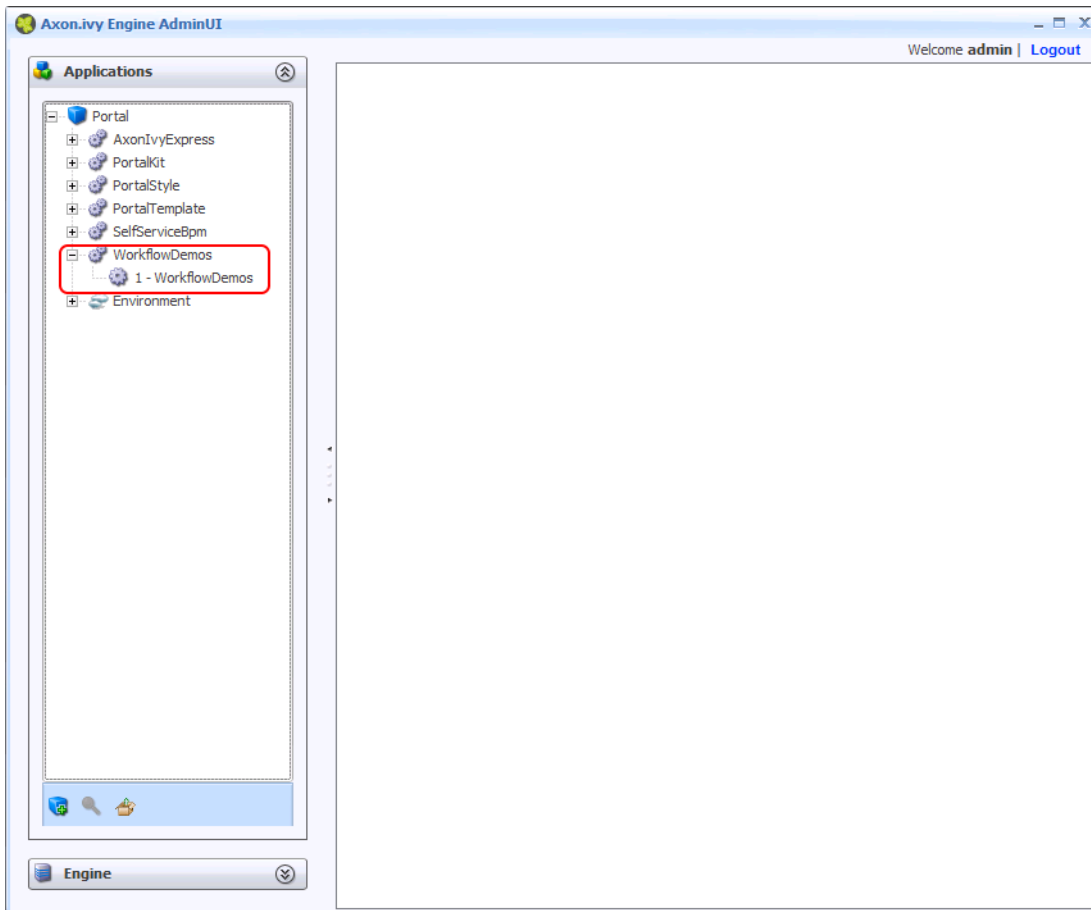 Axon.ivy Engine AdminUI
Welcome admin | Logout
Applications
Portal
AxonIvyExpress
PortalKit
PortalStyle
PortalTemplate
SelfServiceBpm
WorkflowDemos
1 - WorkflowDemos
Environment
Engine